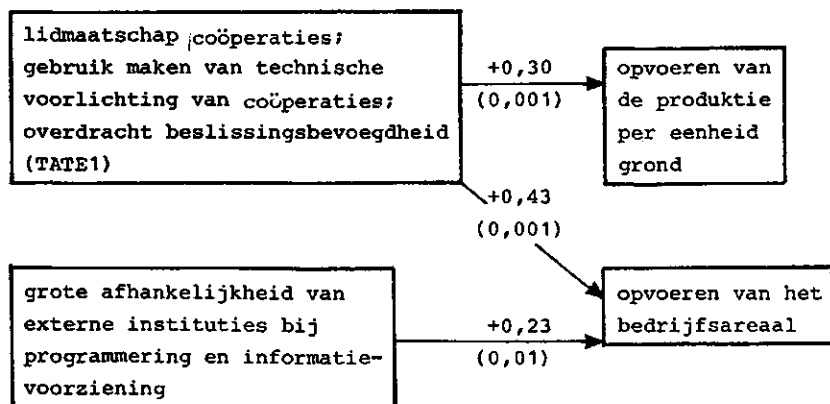 lidmaatschap coöperaties;
gebruik maken van technische
voorlichting van coöperaties;
overdracht beslissingsbevoegdheid
(TATE1)
+0,30
(0,001)
opvoeren van
de produktie
per eenheid
grond
+0,43
(0,001)
grote afhankelijkheid van
externe instituties bij
programmering en informatie-
voorziening
+0,23
(0,01)
opvoeren van het
bedrijfsareaal